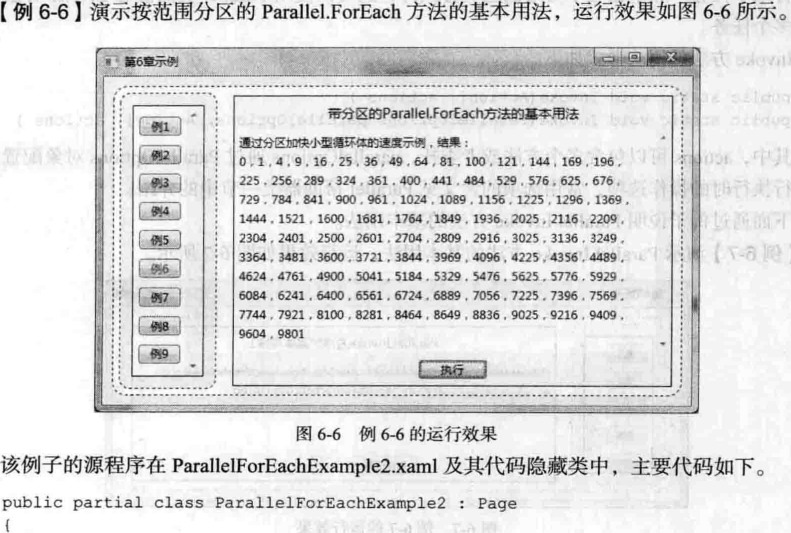 【例 6-6】演示按范围分区的 Parallel.ForEach 方法的基本用法，运行效果如图 6-6 所示。
第6章示例
例1
例2
例3
例4
例5
例6
例7
例8
例9
带分区的Parallel.ForEach方法的基本用法
通过分区加快小型循环体的速度示例，结果：
0，1，4，9，16，25，36，49，64，81，100，121，144，169，196，
225，256，289，324，361，400，441，484，529，576，625，676，
729，784，841，900，961，1024，1089，1156，1225，1296，1369，
1444，1521，1600，1681，1764，1849，1936，2025，2116，2209，
2304，2401，2500，2601，2704，2809，2916，3025，3136，3249，
3364，3481，3600，3721，3844，3969，4096，4225，4356，4489，
4624，4761，4900，5041，5184，5329，5476，5625，5776，5929，
6084，6241，6400，6561，6724，6889，7056，7225，7396，7569，
7744，7921，8100，8281，8464，8649，8836，9025，9216，9409，
9604，9801
执行
图 6-6 例 6-6 的运行效果
该例子的源程序在 ParallelForEachExample2.xaml 及其代码隐藏类中，主要代码如下。
public partial class ParallelForEachExample2 : Page
{